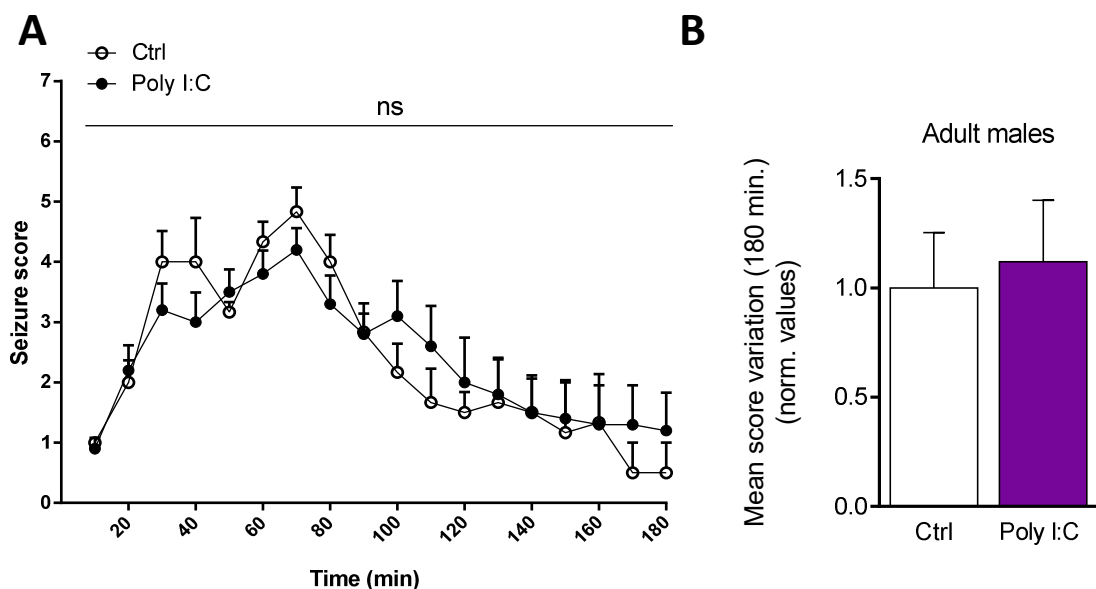 A
Ctrl
Poly I:C
ns
7
6
5
4
3
2
1
0
Seizure score
20
40
60
80
100
120
140
160
180
Time (min)
B
Adult males
Mean score variation (180 min.)
(norm. values)
1.5
1.0
0.5
0.0
Ctrl
Poly I:C